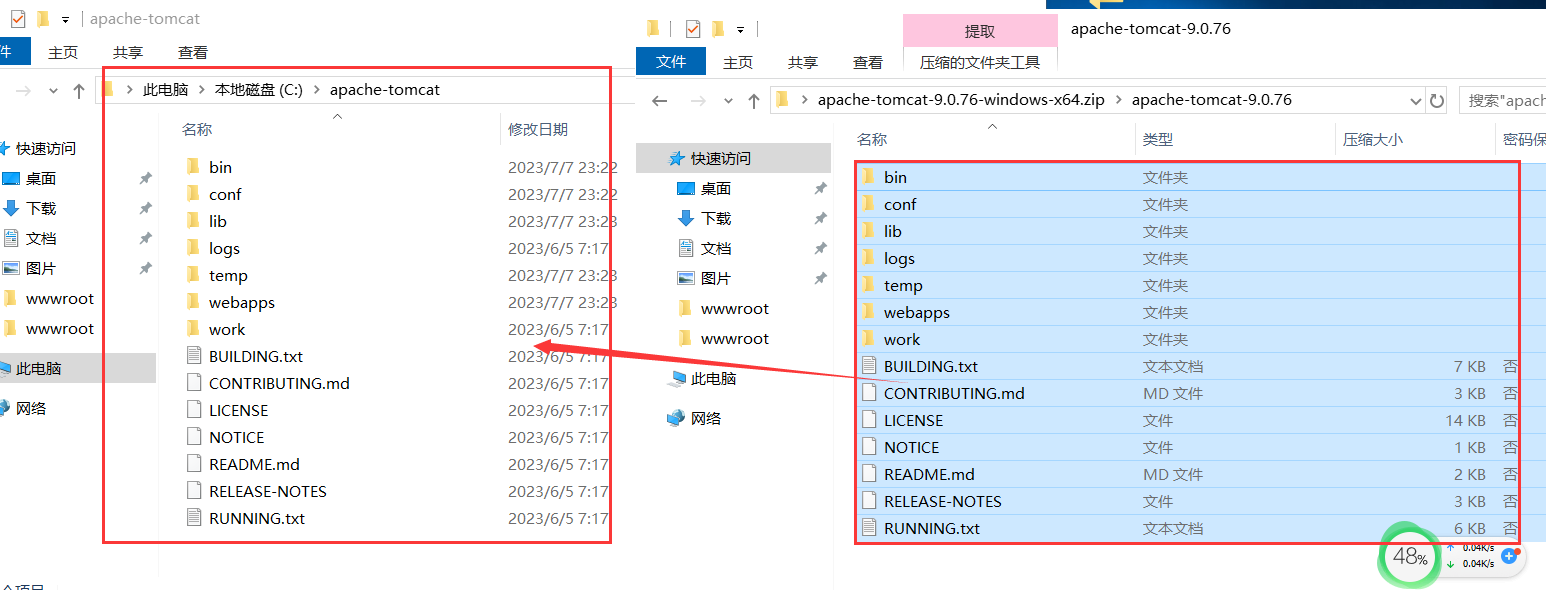 apache-tomcat
件
主页
共享
查看
此电脑
本地磁盘 (C:)
apache-tomcat
名称
修改日期
快速访问
桌面
下载
文档
图片
wwwroot
wwwroot
此电脑
网络
bin 2023/7/7 23:22
conf 2023/7/7 23:22
lib 2023/7/7 23:23
logs 2023/6/5 7:17
temp 2023/7/7 23:23
webapps 2023/7/7 23:23
work 2023/6/5 7:17
BUILDING.txt 2023/6/5 7:17
CONTRIBUTING.md 2023/6/5 7:17
LICENSE 2023/6/5 7:17
NOTICE 2023/6/5 7:17
README.md 2023/6/5 7:17
RELEASE-NOTES 2023/6/5 7:17
RUNNING.txt 2023/6/5 7:17
个项目
提取
apache-tomcat-9.0.76
文件
主页
共享
查看
压缩的文件夹工具
apache-tomcat-9.0.76-windows-x64.zip
apache-tomcat-9.0.76
搜索"apach
名称
类型
压缩大小
密码保
快速访问
桌面
下载
文档
图片
wwwroot
wwwroot
此电脑
网络
bin 文件夹
conf 文件夹
lib 文件夹
logs 文件夹
temp 文件夹
webapps 文件夹
work 文件夹
BUILDING.txt 文本文档 7 KB 否
CONTRIBUTING.md MD 文件 3 KB 否
LICENSE 文件 14 KB 否
NOTICE 文件 1 KB 否
README.md MD 文件 2 KB 否
RELEASE-NOTES 文件 3 KB 否
RUNNING.txt 文本文档 6 KB 否
48%
0.04K/s
0.04K/s